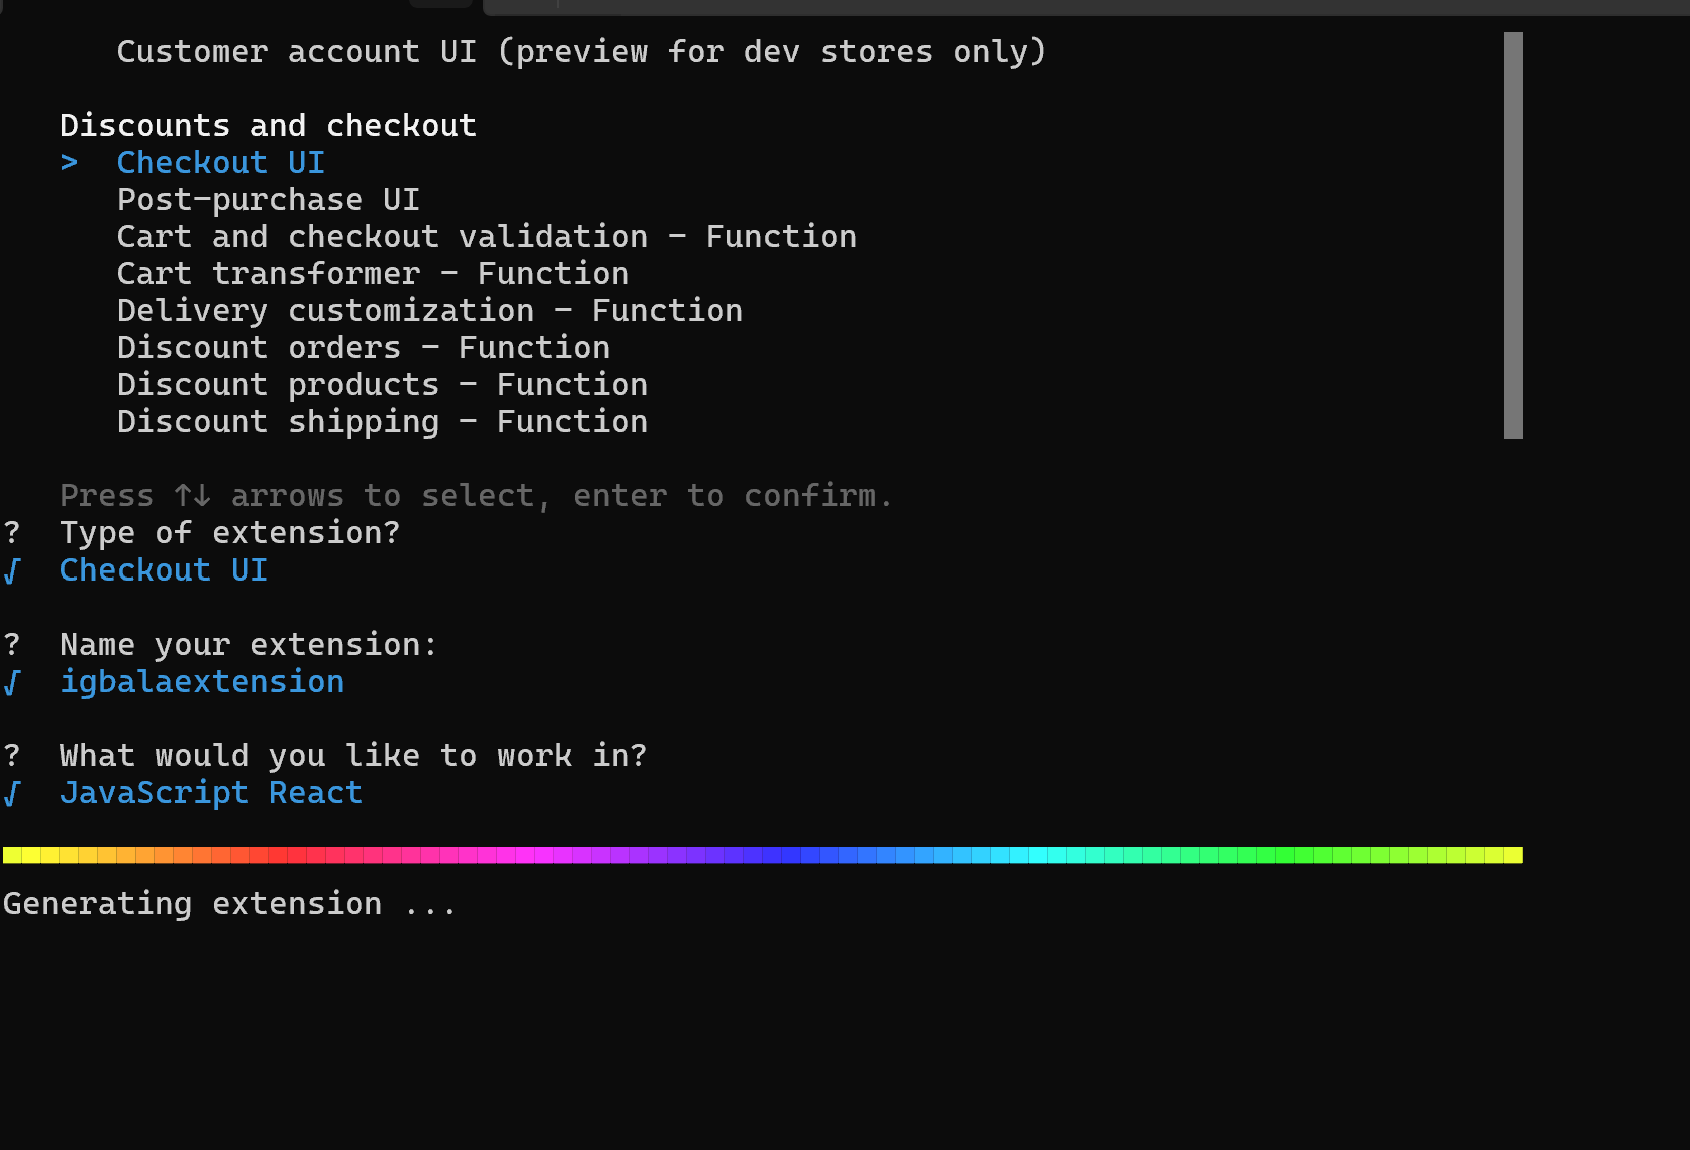 Customer account UI (preview for dev stores only)
Discounts and checkout
> Checkout UI
Post-purchase UI
Cart and checkout validation - Function
Cart transformer - Function
Delivery customization - Function
Discount orders - Function
Discount products - Function
Discount shipping - Function
Press ↑↓ arrows to select, enter to confirm.
? Type of extension?
√ Checkout UI
? Name your extension:
√ igbalaextension
? What would you like to work in?
√ JavaScript React
Generating extension ...